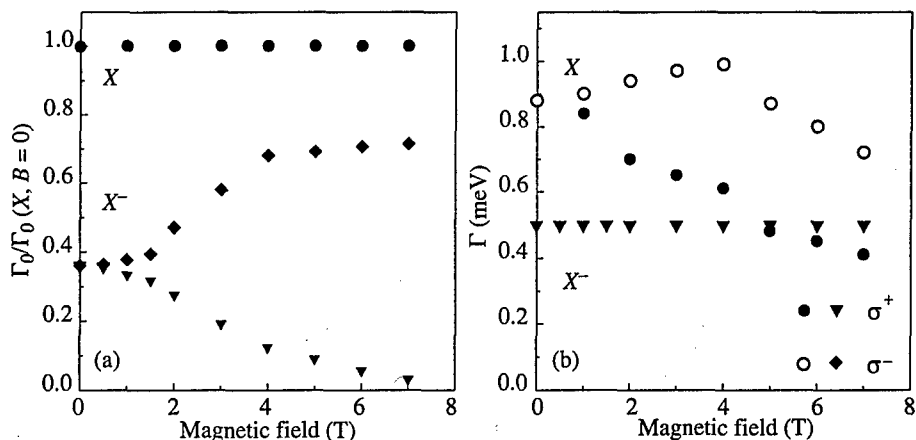 Γ₀/Γ₀ (X, B = 0)
1.0
0.8
0.6
0.4
0.2
0.0
X
X⁻
(a)
0 2 4 6 8
Magnetic field (T)
Γ (meV)
1.0
0.8
0.6
0.4
0.2
0.0
X
X⁻
σ⁺
σ⁻
(b)
0 2 4 6 8
Magnetic field (T)